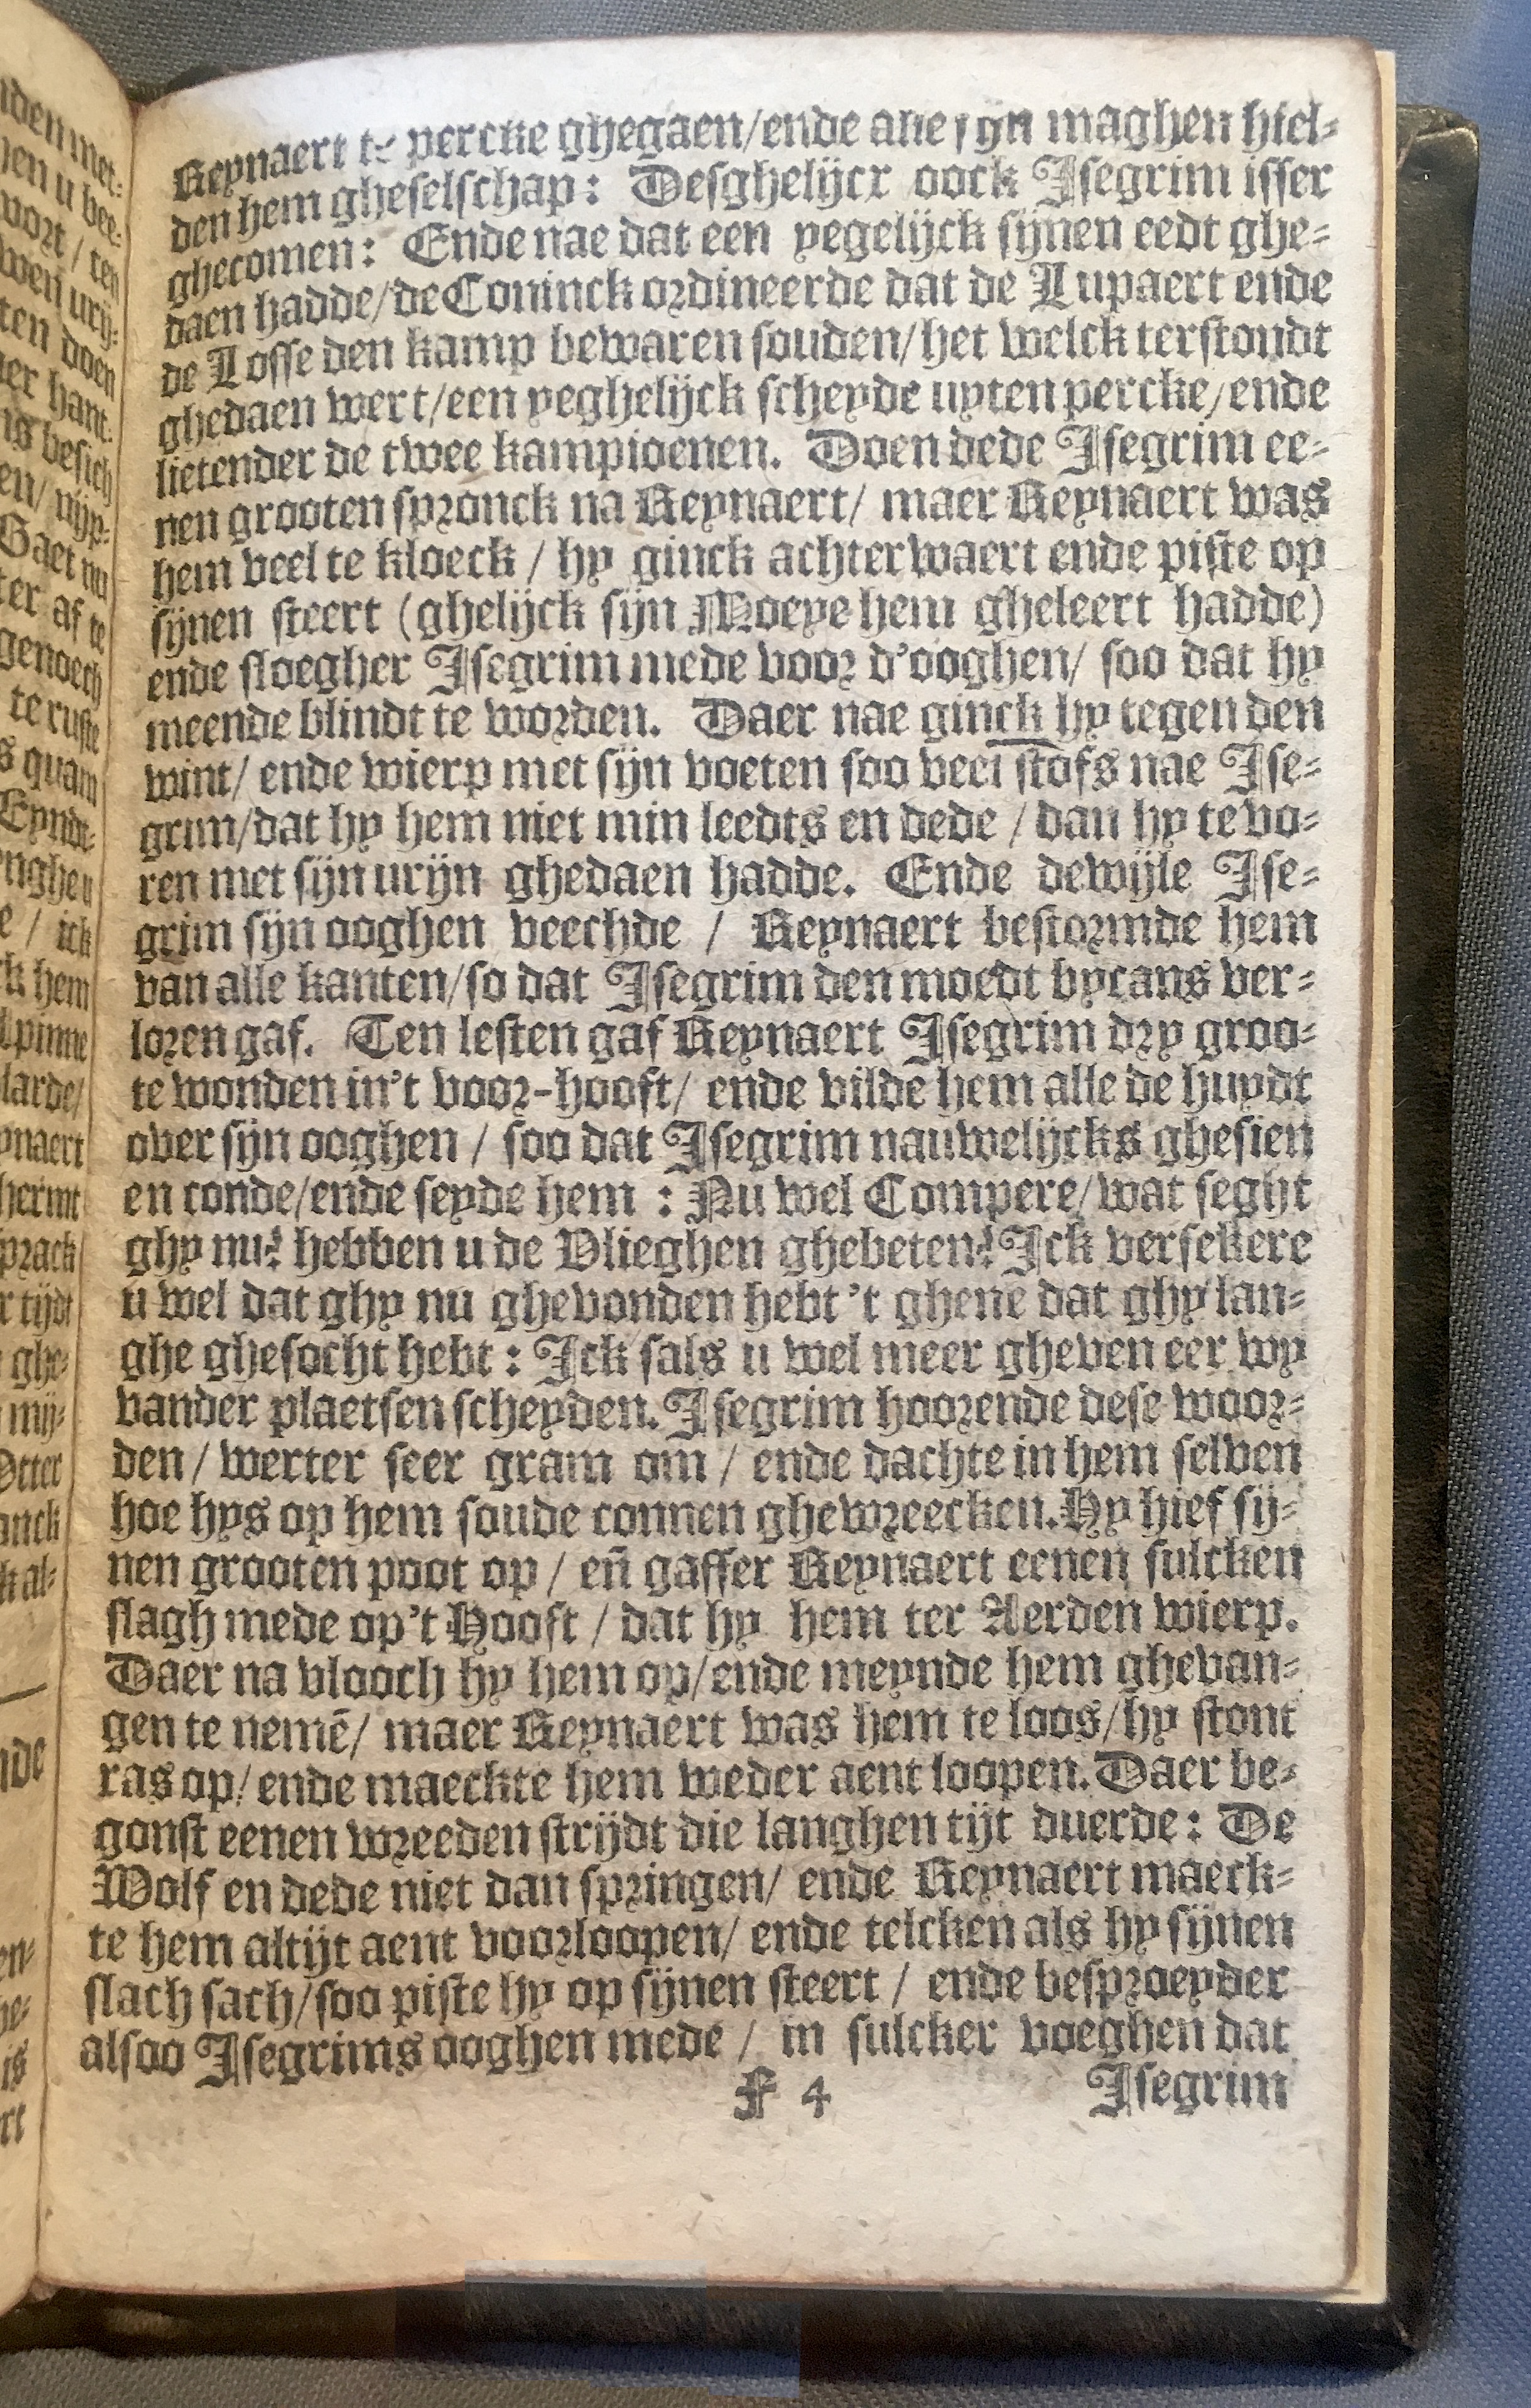 Reynaert te percke ghegaen/ende alle sijn maghen hiel-
den hem gheselschap: Desghelijcx oock Isegrim isser
ghecomen: Ende nae dat een yegelijck sijnen eedt ghe-
daen hadde/de Coninck ordineerde dat de Lupaert ende
de Losse den kamp bewaren souden/het welck terstondt
ghedaen wert/een yeghelijck scheyde uyten percke/ende
lietender de twee kampioenen. Doen dede Isegrim ee-
nen grooten spronck na Reynaert/ maer Reynaert was
hem veel te kloeck / hy ginck achterwaert ende piste op
sijnen steert (ghelijck sijn Moeye hem gheleert hadde)
ende sloegher Isegrim mede voor d'ooghen/ soo dat hy
meende blindt te worden. Daer nae ginck hy tegen den
wint/ ende wierp met sijn voeten soo veel stofs nae Ise-
grim/dat hy hem niet min leedts en dede / dan hy te vo-
ren met sijn urijn ghedaen hadde. Ende dewijle Ise-
grim sijn ooghen veechde / Reynaert bestormde hem
van alle kanten/so dat Isegrim den moedt bycans ver-
loren gaf. Ten lesten gaf Reynaert Isegrim dry groo-
te wonden in't voor-hooft/ ende vilde hem alle de huydt
over sijn ooghen / soo dat Isegrim nauwelijcks ghesien
en conde/ende seyde hem : Nu wel Compere/wat seght
ghy nu? hebben u de Vlieghen ghebeten? Ick versekere
u wel dat ghy nu ghevonden hebt 't ghene dat ghy lan-
ghe ghesocht hebt : Ick sals u wel meer gheven eer wy
vander plaetsen scheyden. Isegrim hoorende dese woor-
den/ werter seer gram om / ende dachte in hem selven
hoe hys op hem soude connen ghewreecken. Hy hief sij-
nen grooten poot op / eñ gaffer Reynaert eenen sulcken
slagh mede op't Hooft / dat hy hem ter Aerden wierp.
Daer na vlooch hy hem op/ende meynde hem ghevan-
gen te nemē/ maer Reynaert was hem te loos/hy stont
ras op/ ende maeckte hem weder aent loopen. Daer be-
gonst eenen wreeden strijdt die langhen tijt duerde: De
Wolf en dede niet dan springen/ ende Reynaert maeck-
te hem altijt aent voorloopen/ ende telcken als hy sijnen
slach sach/soo piste hy op sijnen steert / ende besproeyder
alsoo Isegrims ooghen mede / in sulcker voeghen dat
F 4 Isegrim